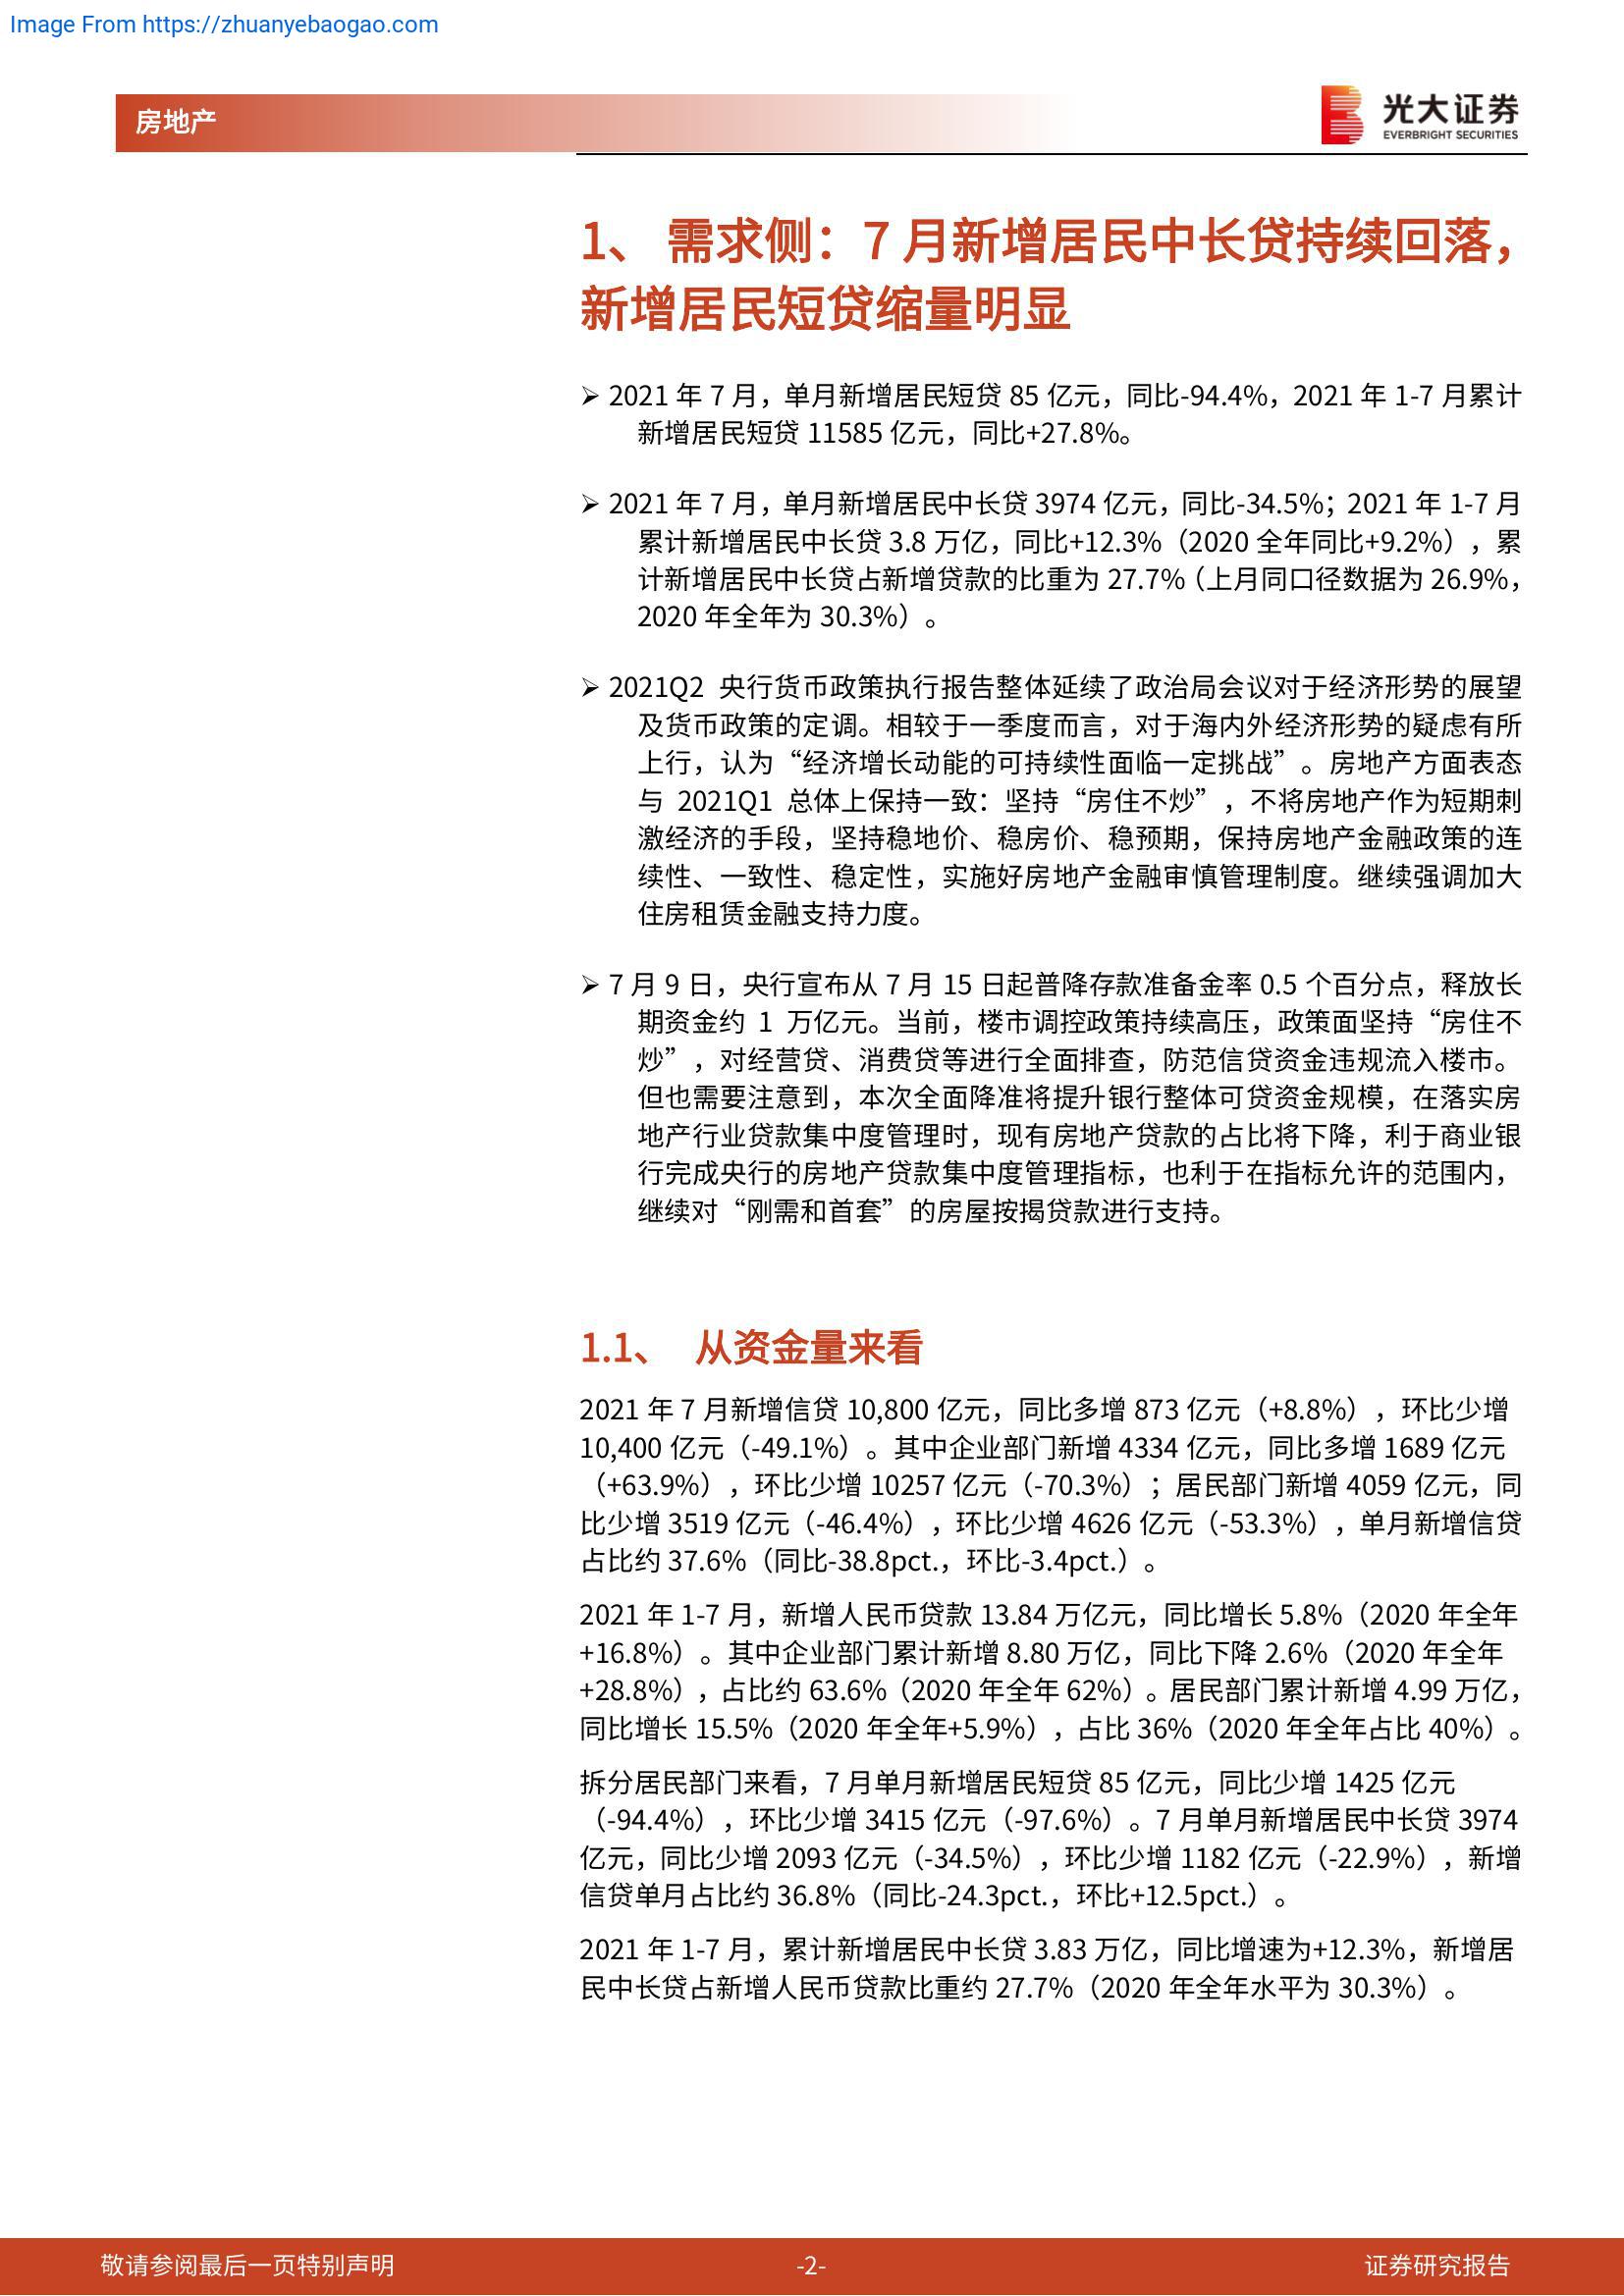 Image From https://zhuanyebaogao.com
房地产
光大证券
EVERBRIGHT SECURITIES
1、 需求侧：7 月新增居民中长贷持续回落，
新增居民短贷缩量明显
➢ 2021 年 7 月，单月新增居民短贷 85 亿元，同比-94.4%，2021 年 1-7 月累计
新增居民短贷 11585 亿元，同比+27.8%。
➢ 2021 年 7 月，单月新增居民中长贷 3974 亿元，同比-34.5%；2021 年 1-7 月
累计新增居民中长贷 3.8 万亿，同比+12.3%（2020 全年同比+9.2%），累
计新增居民中长贷占新增贷款的比重为 27.7%（上月同口径数据为 26.9%，
2020 年全年为 30.3%）。
➢ 2021Q2 央行货币政策执行报告整体延续了政治局会议对于经济形势的展望
及货币政策的定调。相较于一季度而言，对于海内外经济形势的疑虑有所
上行，认为“经济增长动能的可持续性面临一定挑战”。房地产方面表态
与 2021Q1 总体上保持一致：坚持“房住不炒”，不将房地产作为短期刺
激经济的手段，坚持稳地价、稳房价、稳预期，保持房地产金融政策的连
续性、一致性、稳定性，实施好房地产金融审慎管理制度。继续强调加大
住房租赁金融支持力度。
➢ 7 月 9 日，央行宣布从 7 月 15 日起普降存款准备金率 0.5 个百分点，释放长
期资金约 1 万亿元。当前，楼市调控政策持续高压，政策面坚持“房住不
炒”，对经营贷、消费贷等进行全面排查，防范信贷资金违规流入楼市。
但也需要注意到，本次全面降准将提升银行整体可贷资金规模，在落实房
地产行业贷款集中度管理时，现有房地产贷款的占比将下降，利于商业银
行完成央行的房地产贷款集中度管理指标，也利于在指标允许的范围内，
继续对“刚需和首套”的房屋按揭贷款进行支持。
1.1、 从资金量来看
2021 年 7 月新增信贷 10,800 亿元，同比多增 873 亿元（+8.8%），环比少增
10,400 亿元（-49.1%）。其中企业部门新增 4334 亿元，同比多增 1689 亿元
（+63.9%），环比少增 10257 亿元（-70.3%）；居民部门新增 4059 亿元，同
比少增 3519 亿元（-46.4%），环比少增 4626 亿元（-53.3%），单月新增信贷
占比约 37.6%（同比-38.8pct.，环比-3.4pct.）。
2021 年 1-7 月，新增人民币贷款 13.84 万亿元，同比增长 5.8%（2020 年全年
+16.8%）。其中企业部门累计新增 8.80 万亿，同比下降 2.6%（2020 年全年
+28.8%），占比约 63.6%（2020 年全年 62%）。居民部门累计新增 4.99 万亿，
同比增长 15.5%（2020 年全年+5.9%），占比 36%（2020 年全年占比 40%）。
拆分居民部门来看，7 月单月新增居民短贷 85 亿元，同比少增 1425 亿元
（-94.4%），环比少增 3415 亿元（-97.6%）。7 月单月新增居民中长贷 3974
亿元，同比少增 2093 亿元（-34.5%），环比少增 1182 亿元（-22.9%），新增
信贷单月占比约 36.8%（同比-24.3pct.，环比+12.5pct.）。
2021 年 1-7 月，累计新增居民中长贷 3.83 万亿，同比增速为+12.3%，新增居
民中长贷占新增人民币贷款比重约 27.7%（2020 年全年水平为 30.3%）。
敬请参阅最后一页特别声明
-2-
证券研究报告